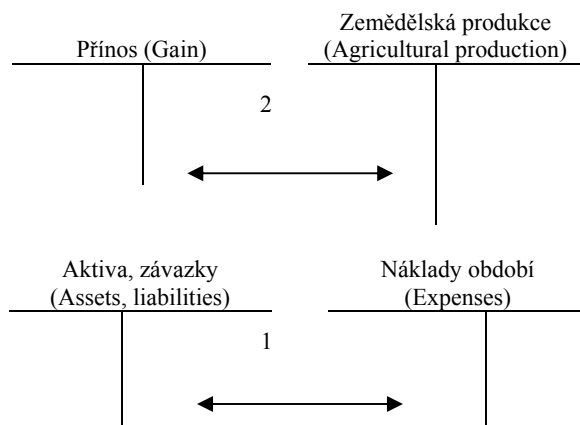 Přínos (Gain)
Zemědělská produkce
(Agricultural production)
2
Aktiva, závazky
(Assets, liabilities)
Náklady období
(Expenses)
1